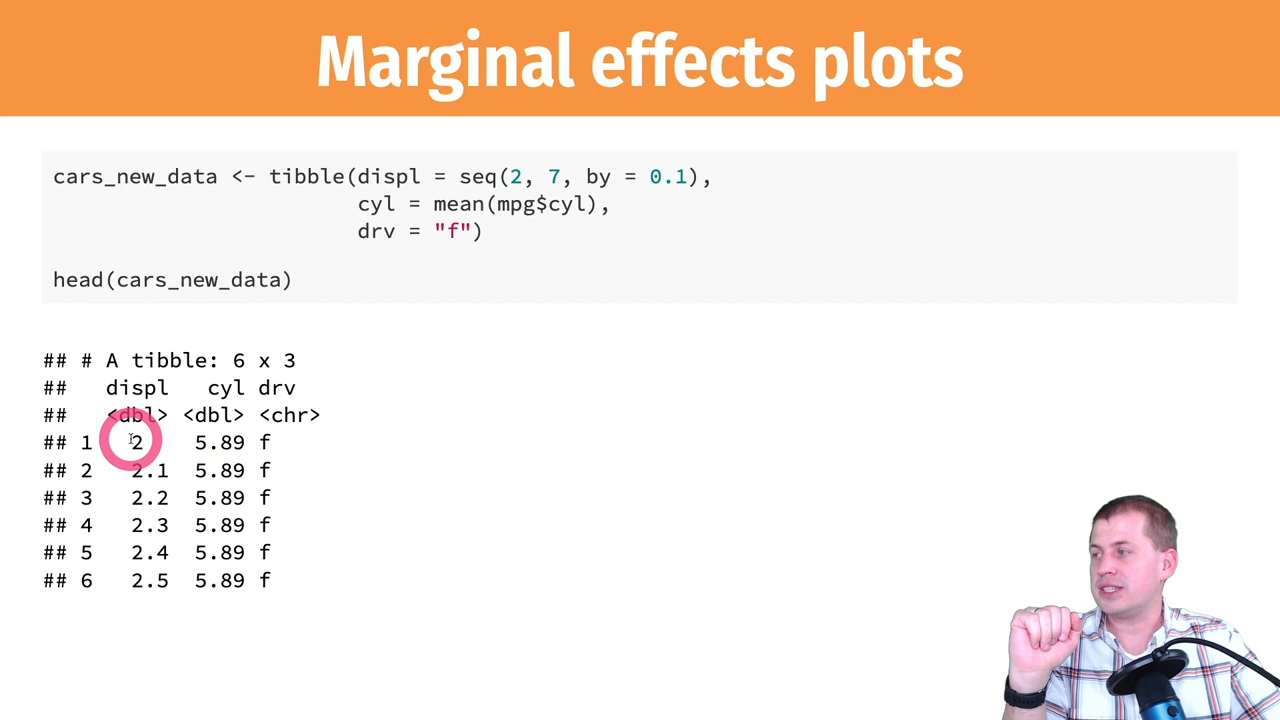 Marginal effects plots
cars_new_data <- tibble(displ = seq(2, 7, by = 0.1),
cyl = mean(mpg$cyl),
drv = "f")
head(cars_new_data)
## # A tibble: 6 x 3
##   displ   cyl drv
##   <dbl> <dbl> <chr>
## 1   2    5.89 f
## 2   2.1  5.89 f
## 3   2.2  5.89 f
## 4   2.3  5.89 f
## 5   2.4  5.89 f
## 6   2.5  5.89 f